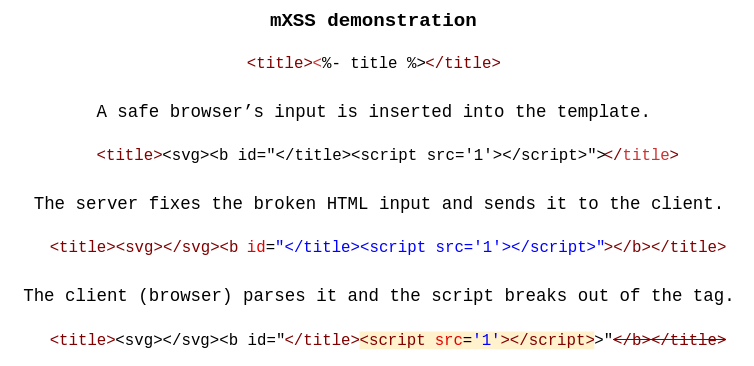 mXSS demonstration
<title><%- title %></title>
A safe browser’s input is inserted into the template.
<title><svg><b id="</title><script src='1'></script>"></title>
The server fixes the broken HTML input and sends it to the client.
<title><svg></svg><b id="</title><script src='1'></script>"></b></title>
The client (browser) parses it and the script breaks out of the tag.
<title><svg></svg><b id="</title><script src='1'></script>>"</b></title>